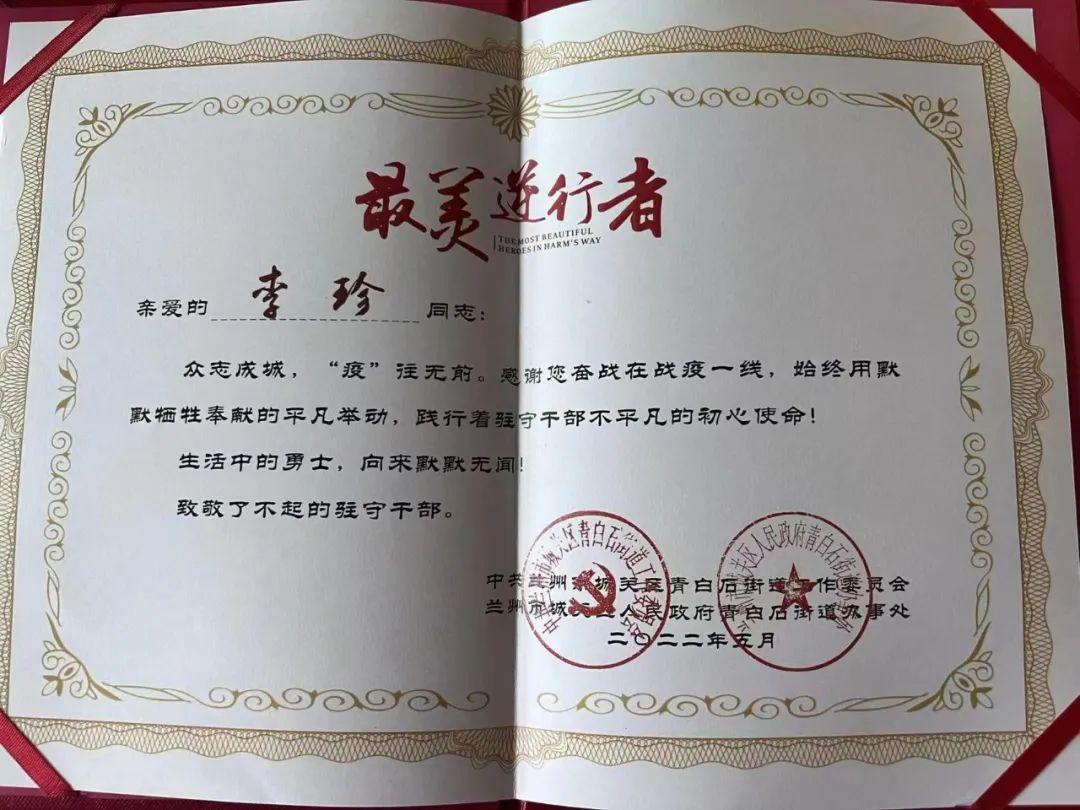 最美逆行者
THE MOST BEAUTIFUL
HEROES IN HARM'S WAY
亲爱的 李 珍 同志：
众志成城，“疫”往无前。感谢您奋战在战疫一线，始终用默
默牺牲奉献的平凡举动，践行着驻守干部不平凡的初心使命！
生活中的勇士，向来默默无闻！
致敬了不起的驻守干部。
中共兰州市城关区青白石街道工作委员会
兰州市城关区人民政府青白石街道办事处
二〇二二年五月